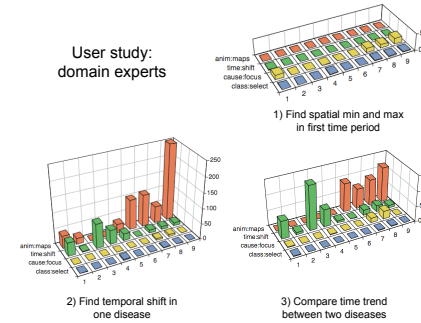 User study:
domain experts
anim:maps
time:shift
cause:focus
class:select
1 2 3 4 5 6 7 8 9
1) Find spatial min and max
in first time period
250
200
150
100
50
0
anim:maps
time:shift
cause:focus
class:select
1 2 3 4 5 6 7 8 9
2) Find temporal shift in
one disease
anim:maps
time:shift
cause:focus
class:select
1 2 3 4 5 6 7 8 9
3) Compare time trend
between two diseases